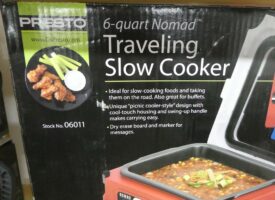 PRESTO
6-quart Nomad
Traveling
Slow Cooker
• Ideal for slow-cooking foods and taking
them on the road. Also great for buffets.
• Unique "picnic cooler-style" design with
cool-touch housing and swing-up handle
makes carrying easy.
• Dry erase board and marker for
messages.
Stock No. 06011